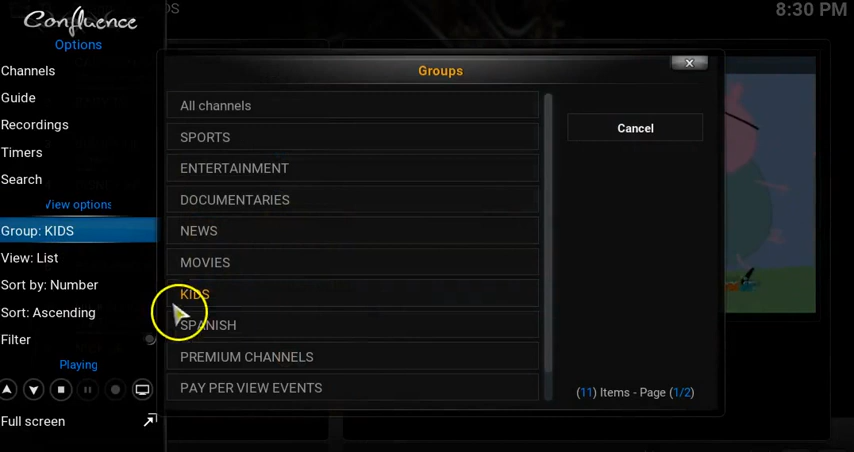 Confluence
DS
8:30 PM
Options
Channels
Guide
Recordings
Timers
Search
View options
Group: KIDS
View: List
Sort by: Number
Sort: Ascending
Filter
Playing
Full screen
Groups
All channels
SPORTS
ENTERTAINMENT
DOCUMENTARIES
NEWS
MOVIES
KIDS
SPANISH
PREMIUM CHANNELS
PAY PER VIEW EVENTS
Cancel
(11) Items - Page (1/2)